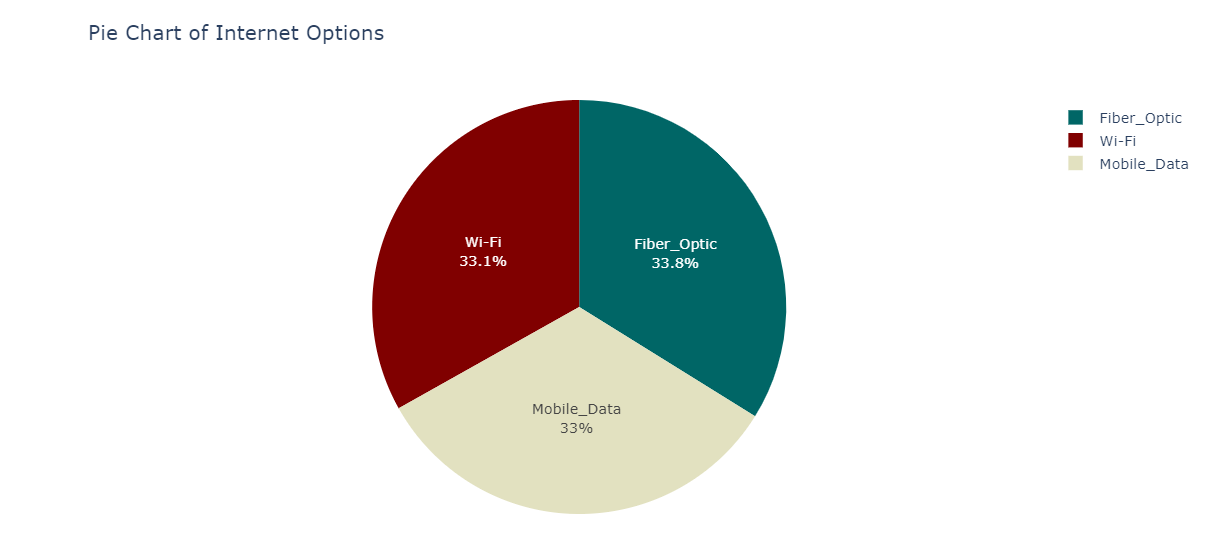 Pie Chart of Internet Options
Fiber_Optic
Wi-Fi
Mobile_Data
Wi-Fi
33.1%
Fiber_Optic
33.8%
Mobile_Data
33%